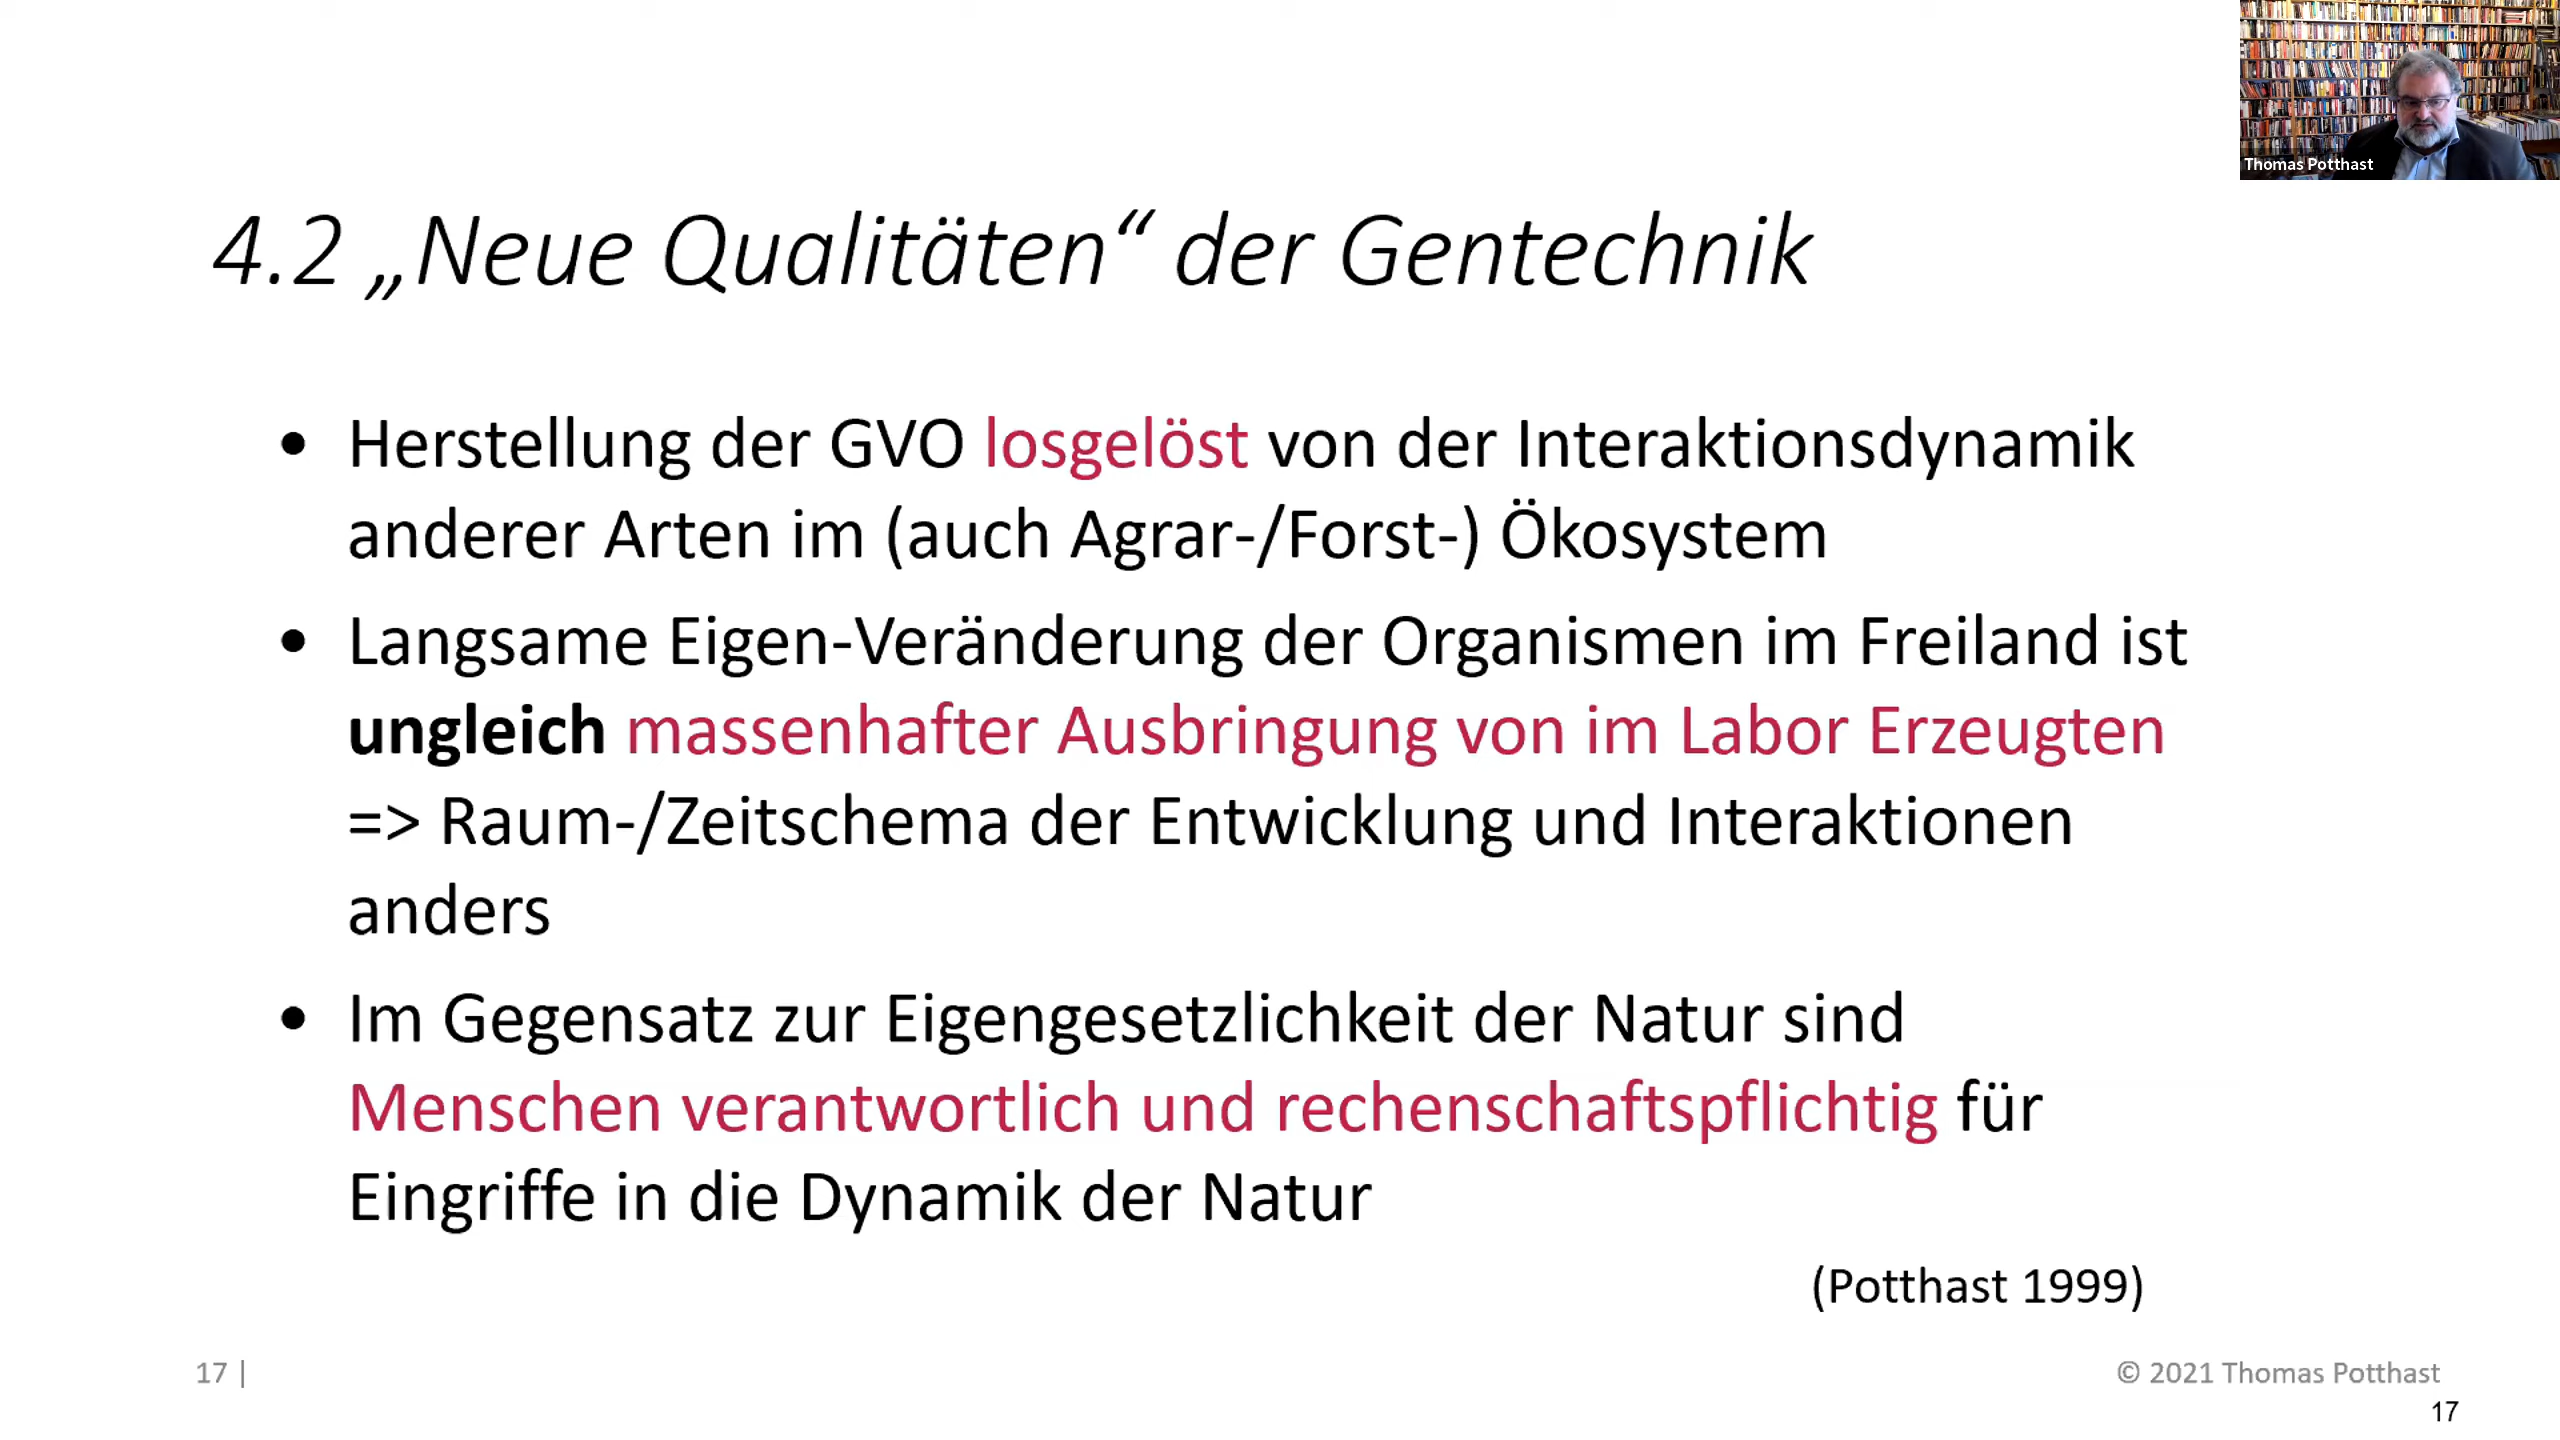 Thomas Potthast
4.2 „Neue Qualitäten“ der Gentechnik
• Herstellung der GVO losgelöst von der Interaktionsdynamik
anderer Arten im (auch Agrar-/Forst-) Ökosystem
• Langsame Eigen-Veränderung der Organismen im Freiland ist
ungleich massenhafter Ausbringung von im Labor Erzeugten
=> Raum-/Zeitschema der Entwicklung und Interaktionen
anders
• Im Gegensatz zur Eigengesetzlichkeit der Natur sind
Menschen verantwortlich und rechenschaftspflichtig für
Eingriffe in die Dynamik der Natur
(Potthast 1999)
17 |
© 2021 Thomas Potthast
17